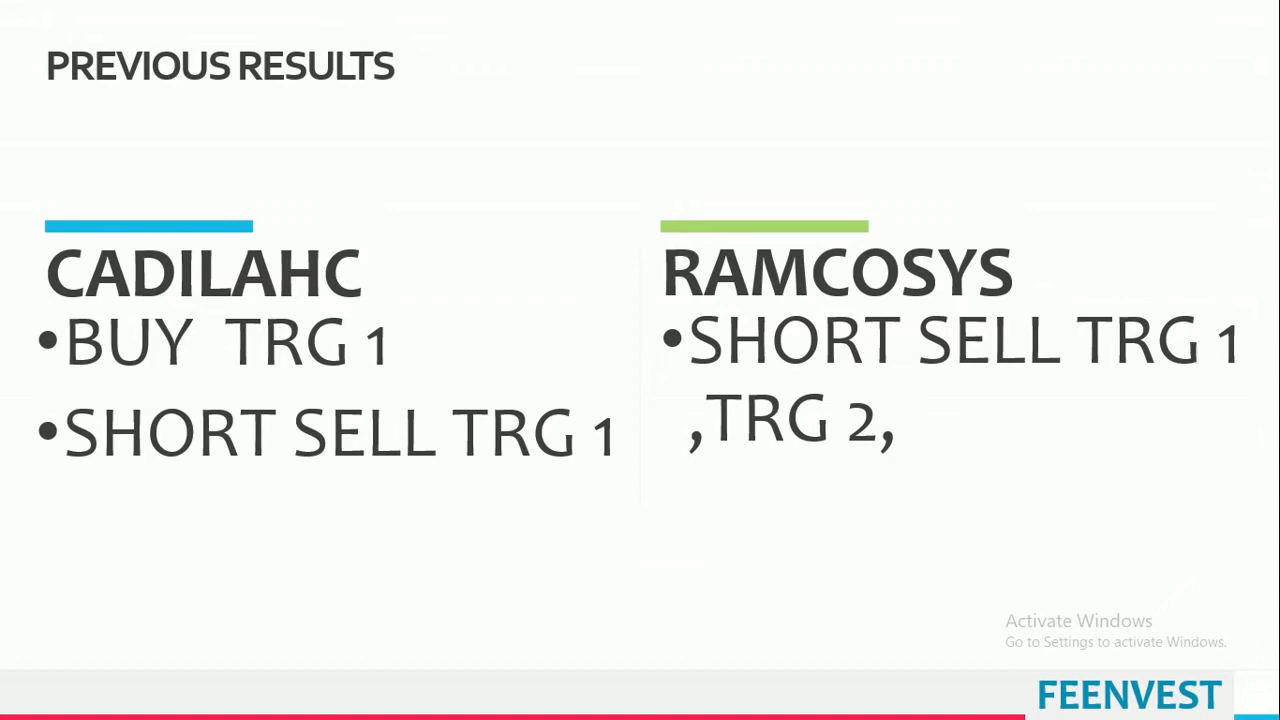 PREVIOUS RESULTS
CADILAHC
•BUY TRG 1
•SHORT SELL TRG 1
RAMCOSYS
•SHORT SELL TRG 1
,TRG 2,
Activate Windows
Go to Settings to activate Windows.
FEENVEST